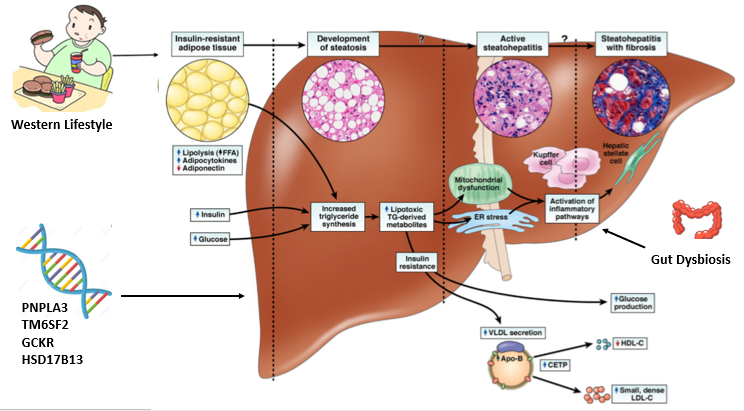 Insulin-resistant
adipose tissue
Development
of steatosis
?
Active
steatohepatitis
?
Steatohepatitis
with fibrosis
Western Lifestyle
↑ Lipolysis (↑FFA)
↑ Adipocytokines
↓ Adiponectin
Kupffer
cell
Hepatic
stellate
cell
Mitochondrial
dysfunction
↑ Insulin
↑ Glucose
Increased
triglyceride
synthesis
↑ Lipotoxic
TG-derived
metabolites
ER stress
Activation of
inflammatory
pathways
Gut Dysbiosis
Insulin
resistance
PNPLA3
TM6SF2
GCKR
HSD17B13
↑Glucose
production
↑ VLDL secretion
↑Apo-B
↑ CETP
↓ HDL-C
↑ Small, dense
LDL-C